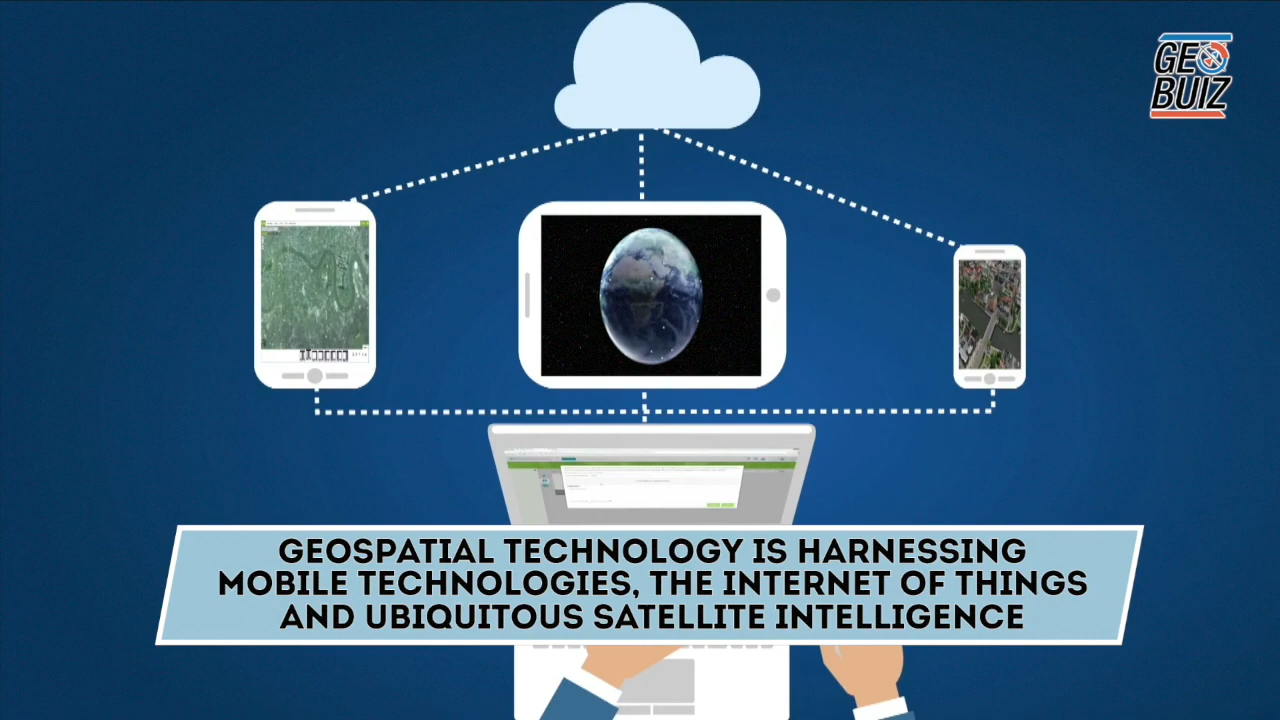 GEO
BUIZ
GEOSPATIAL TECHNOLOGY IS HARNESSING
MOBILE TECHNOLOGIES, THE INTERNET OF THINGS
AND UBIQUITOUS SATELLITE INTELLIGENCE